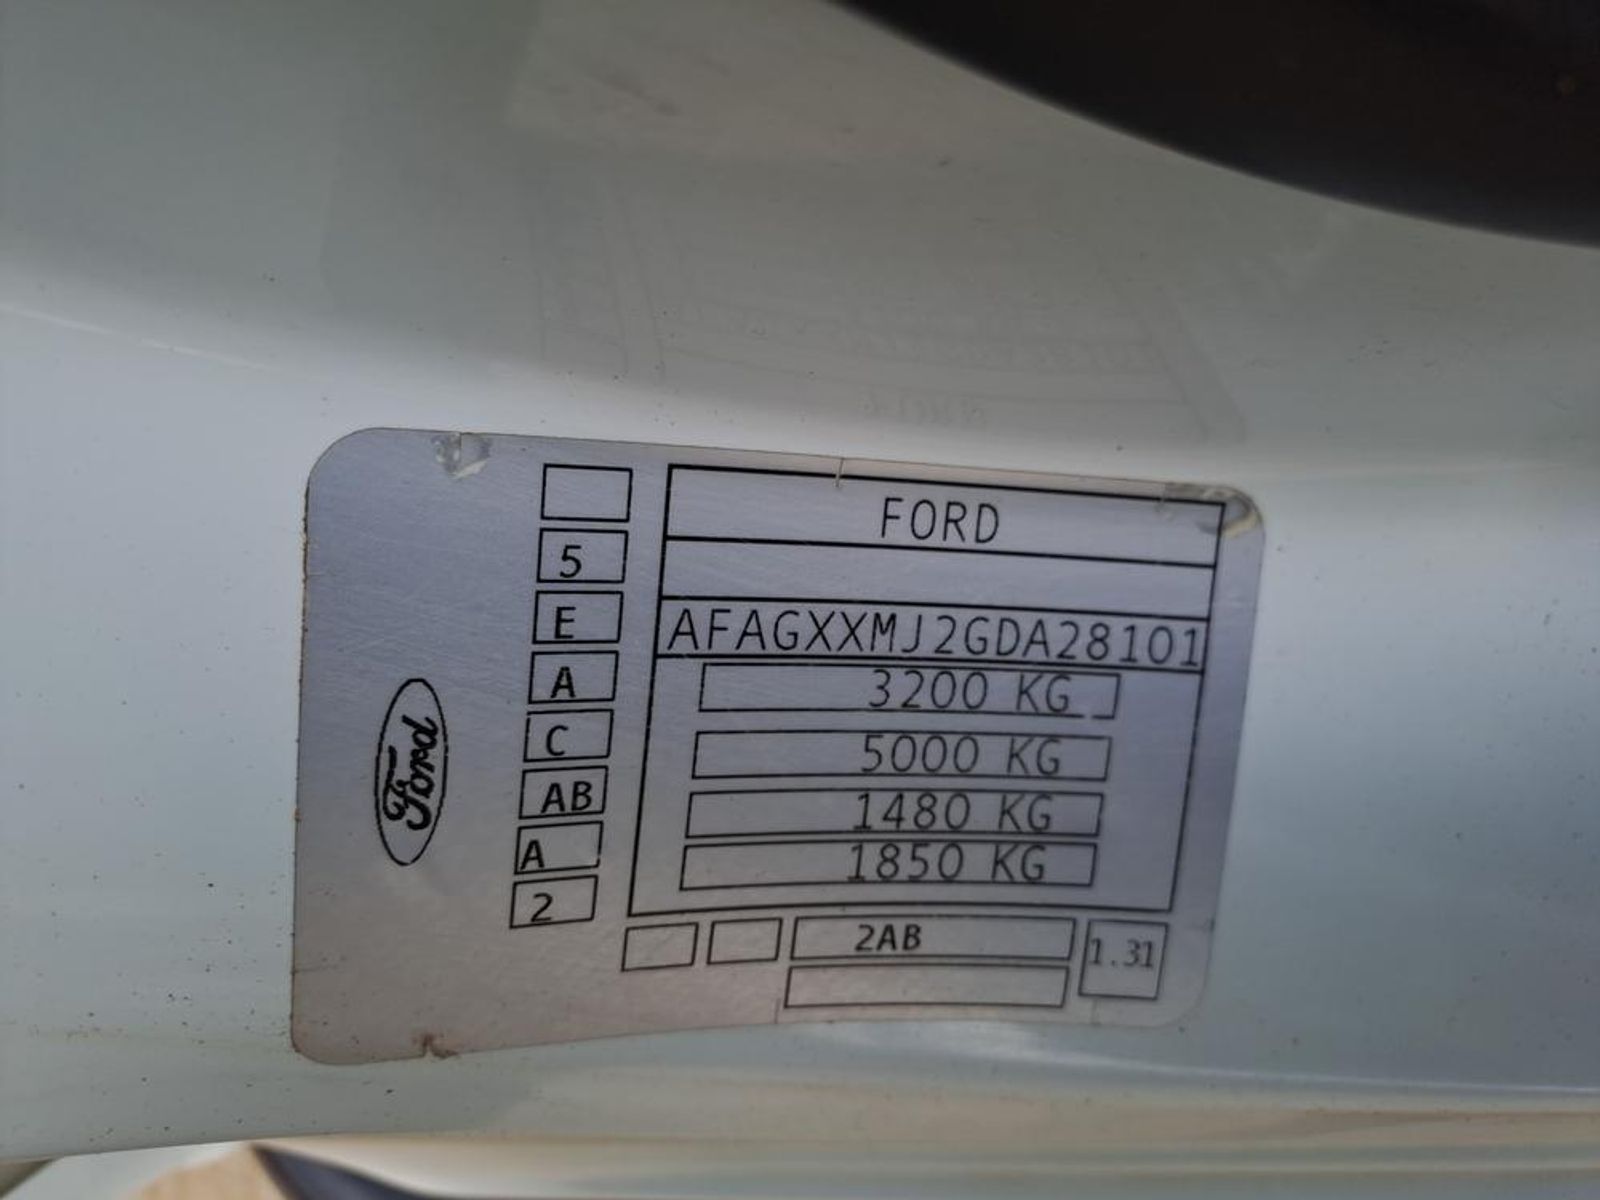 FORD
5
E
AFAGXXMJ2GDA28101
A
3200 KG
C
5000 KG
AB
1480 KG
A
1850 KG
2
2AB
1.31
Ford